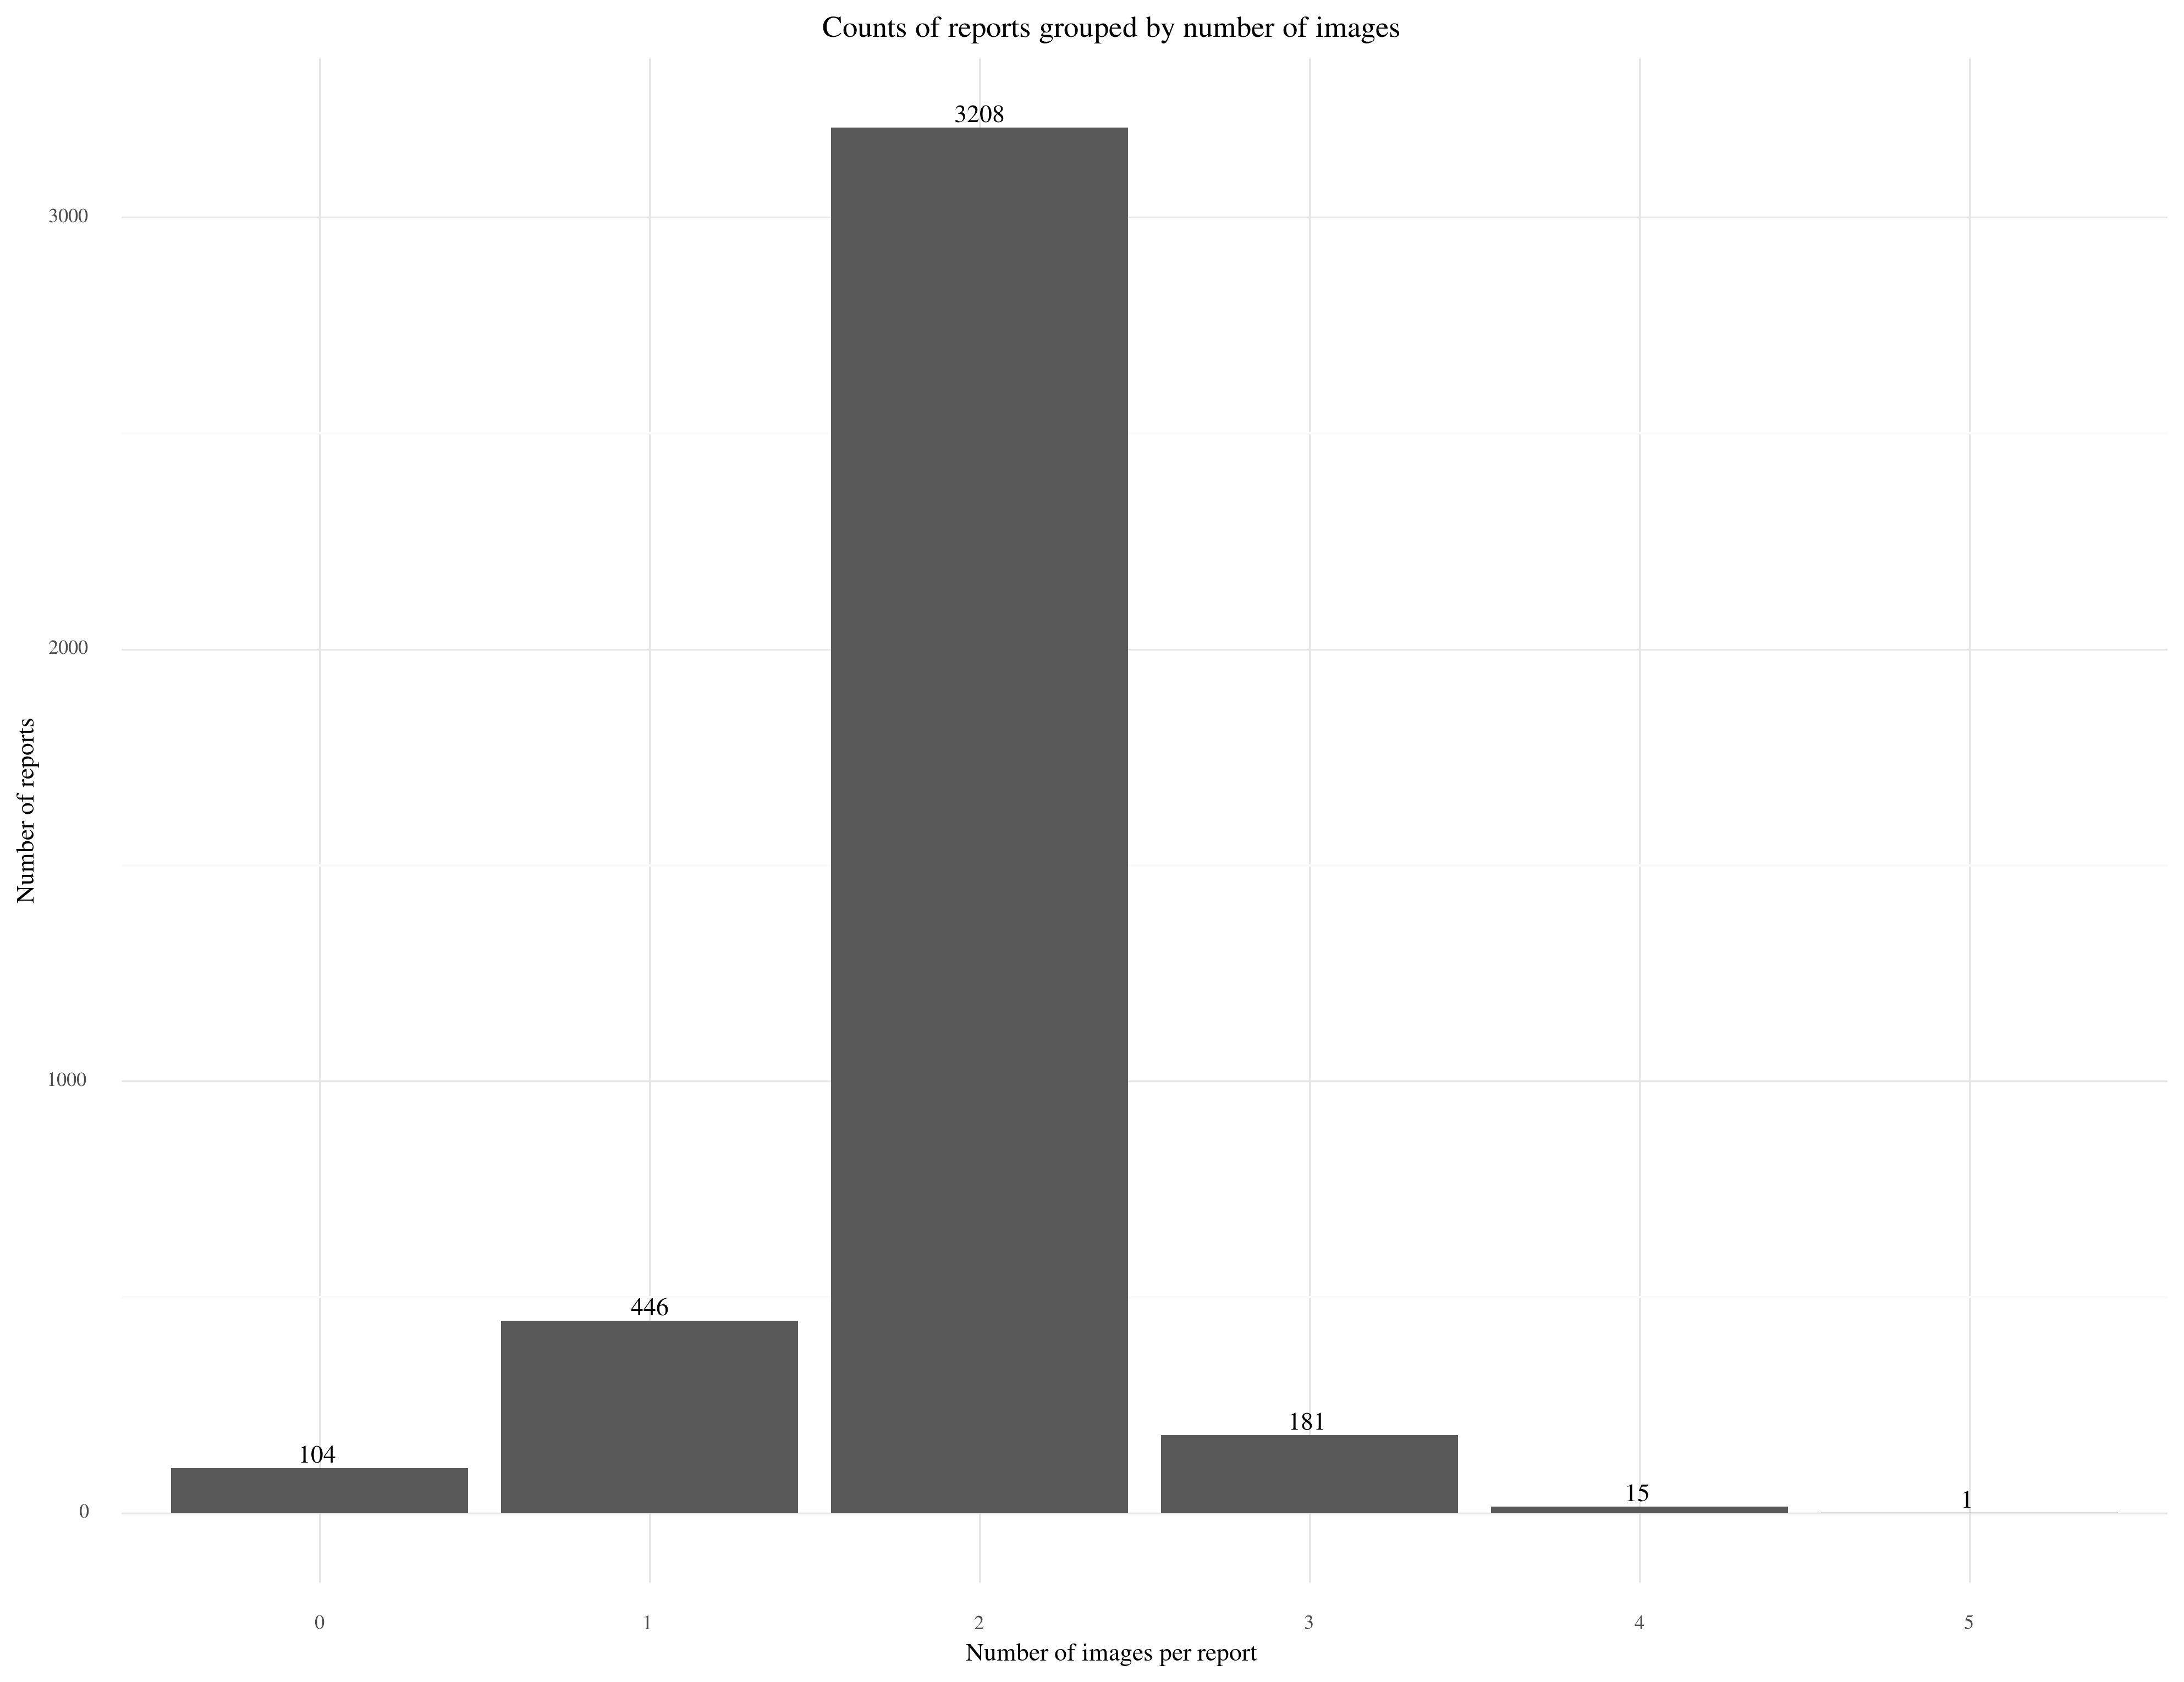 Counts of reports grouped by number of images
3208
3000
2000
Number of reports
1000
446
181
104
15
1
0
0 1 2 3 4 5
Number of images per report